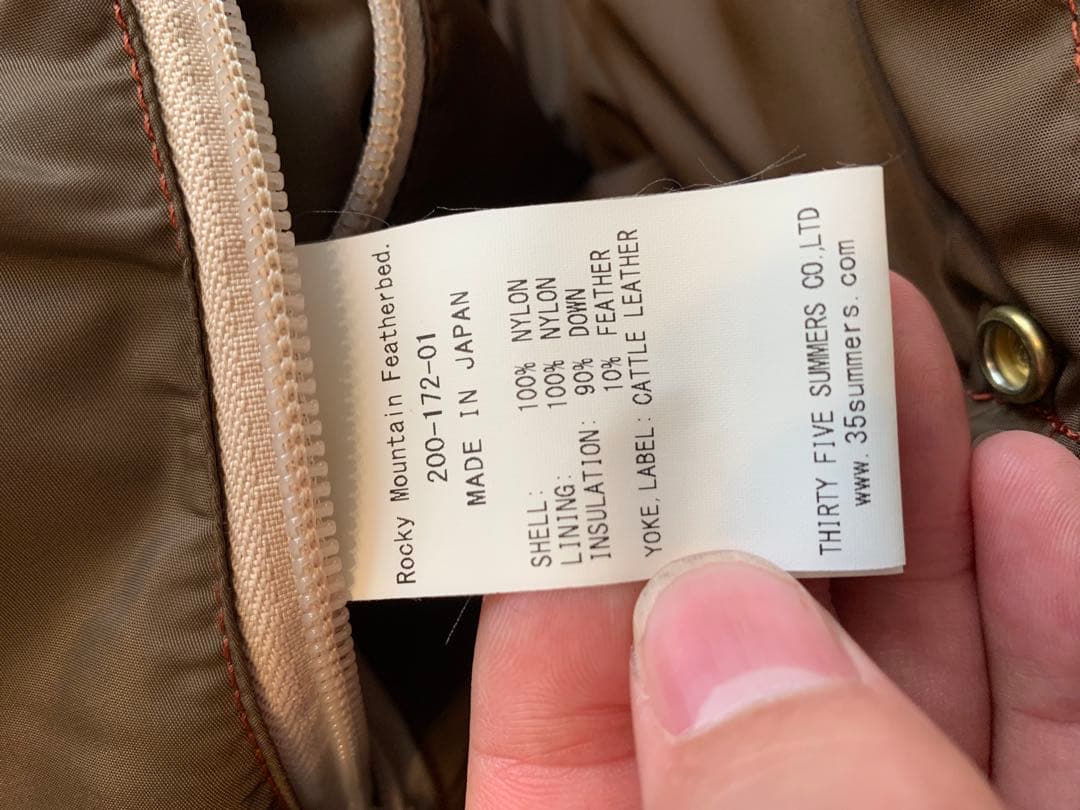 Rocky Mountain Featherbed.
200-172-01
MADE IN JAPAN
SHELL: 100% NYLON
LINING: 100% NYLON
INSULATION: 90% DOWN
10% FEATHER
YOKE, LABEL: CATTLE LEATHER
THIRTY FIVE SUMMERS CO.,LTD
www.35summers.com